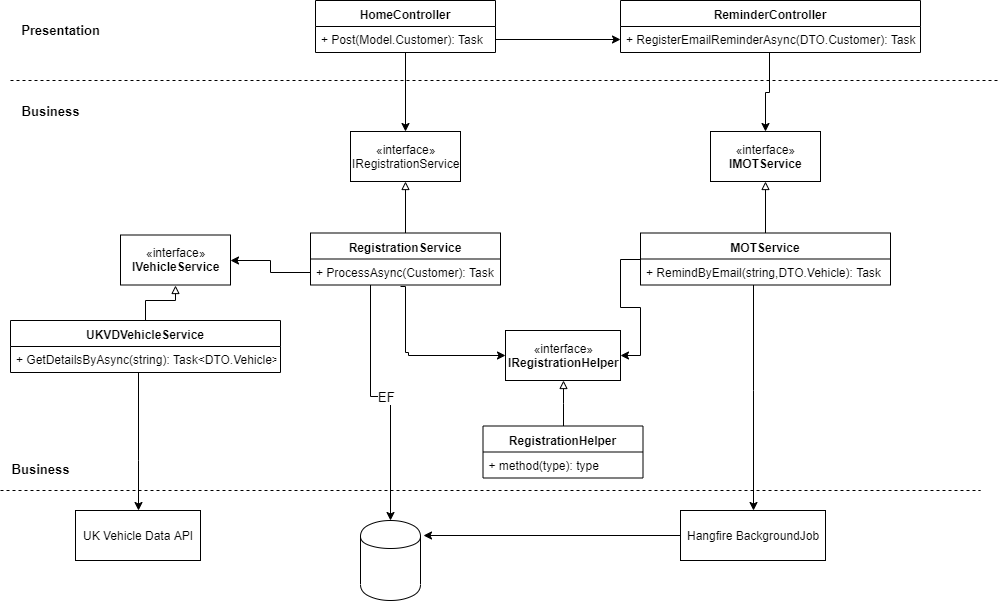 HomeController
+ Post(Model.Customer): Task
ReminderController
+ RegisterEmailReminderAsync(DTO.Customer): Task
Presentation
Business
«interface»
IRegistrationService
«interface»
IMOTService
«interface»
IVehicleService
RegistrationService
+ ProcessAsync(Customer): Task
MOTService
+ RemindByEmail(string,DTO.Vehicle): Task
UKVDVehicleService
+ GetDetailsByAsync(string): Task<DTO.Vehicle>
«interface»
IRegistrationHelper
EF
RegistrationHelper
+ method(type): type
Business
UK Vehicle Data API
Hangfire BackgroundJob